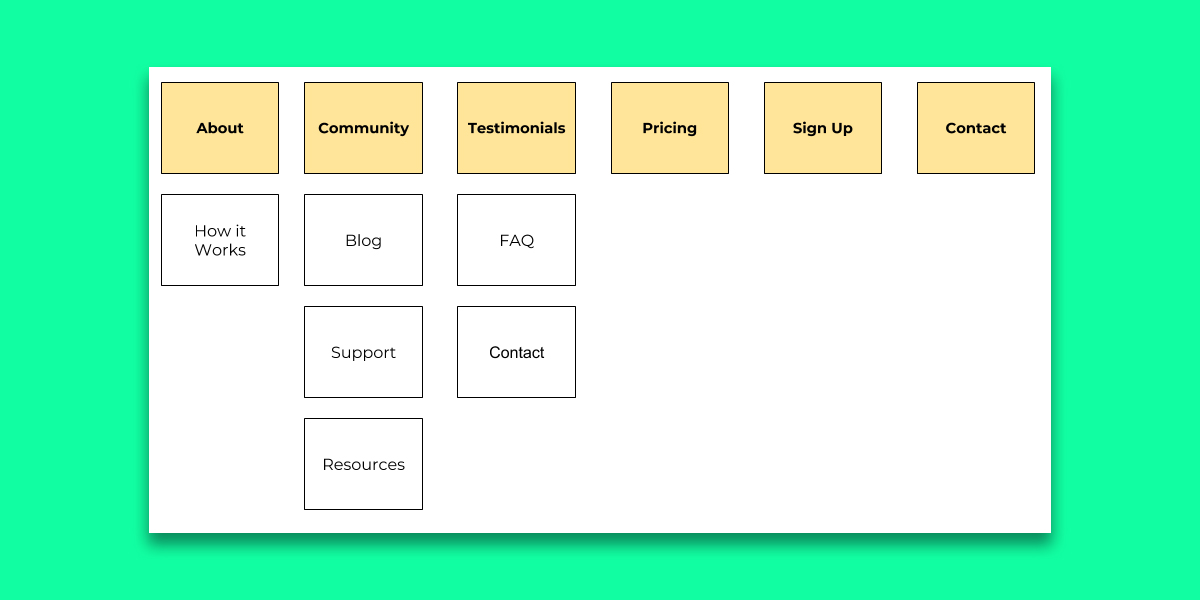 About
Community
Testimonials
Pricing
Sign Up
Contact
How it
Works
Blog
FAQ
Support
Contact
Resources